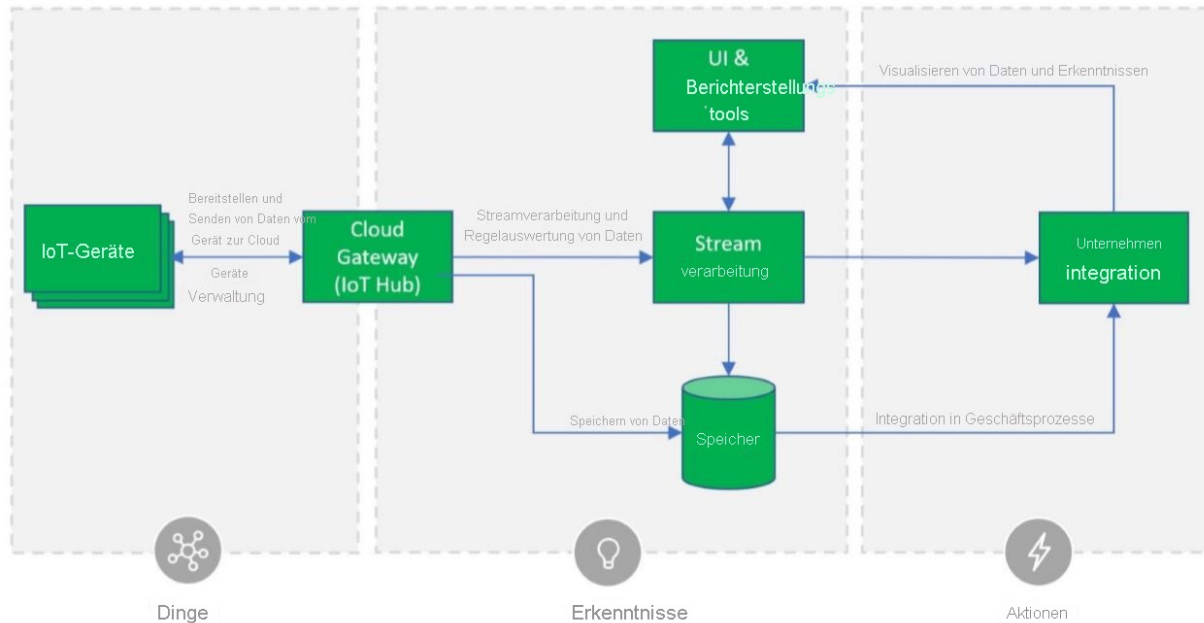 UI &
Berichterstellungs
tools
Visualisieren von Daten und Erkenntnissen
Bereitstellen und
Senden von Daten vom
Gerät zur Cloud
IoT-Geräte
Geräte
Verwaltung
Cloud
Gateway
(IoT Hub)
Streamverarbeitung und
Regelauswertung von Daten
Stream
verarbeitung
Unternehmen
integration
Speichern von Daten
Speicher
Integration in Geschäftsprozesse
Dinge
Erkenntnisse
Aktionen